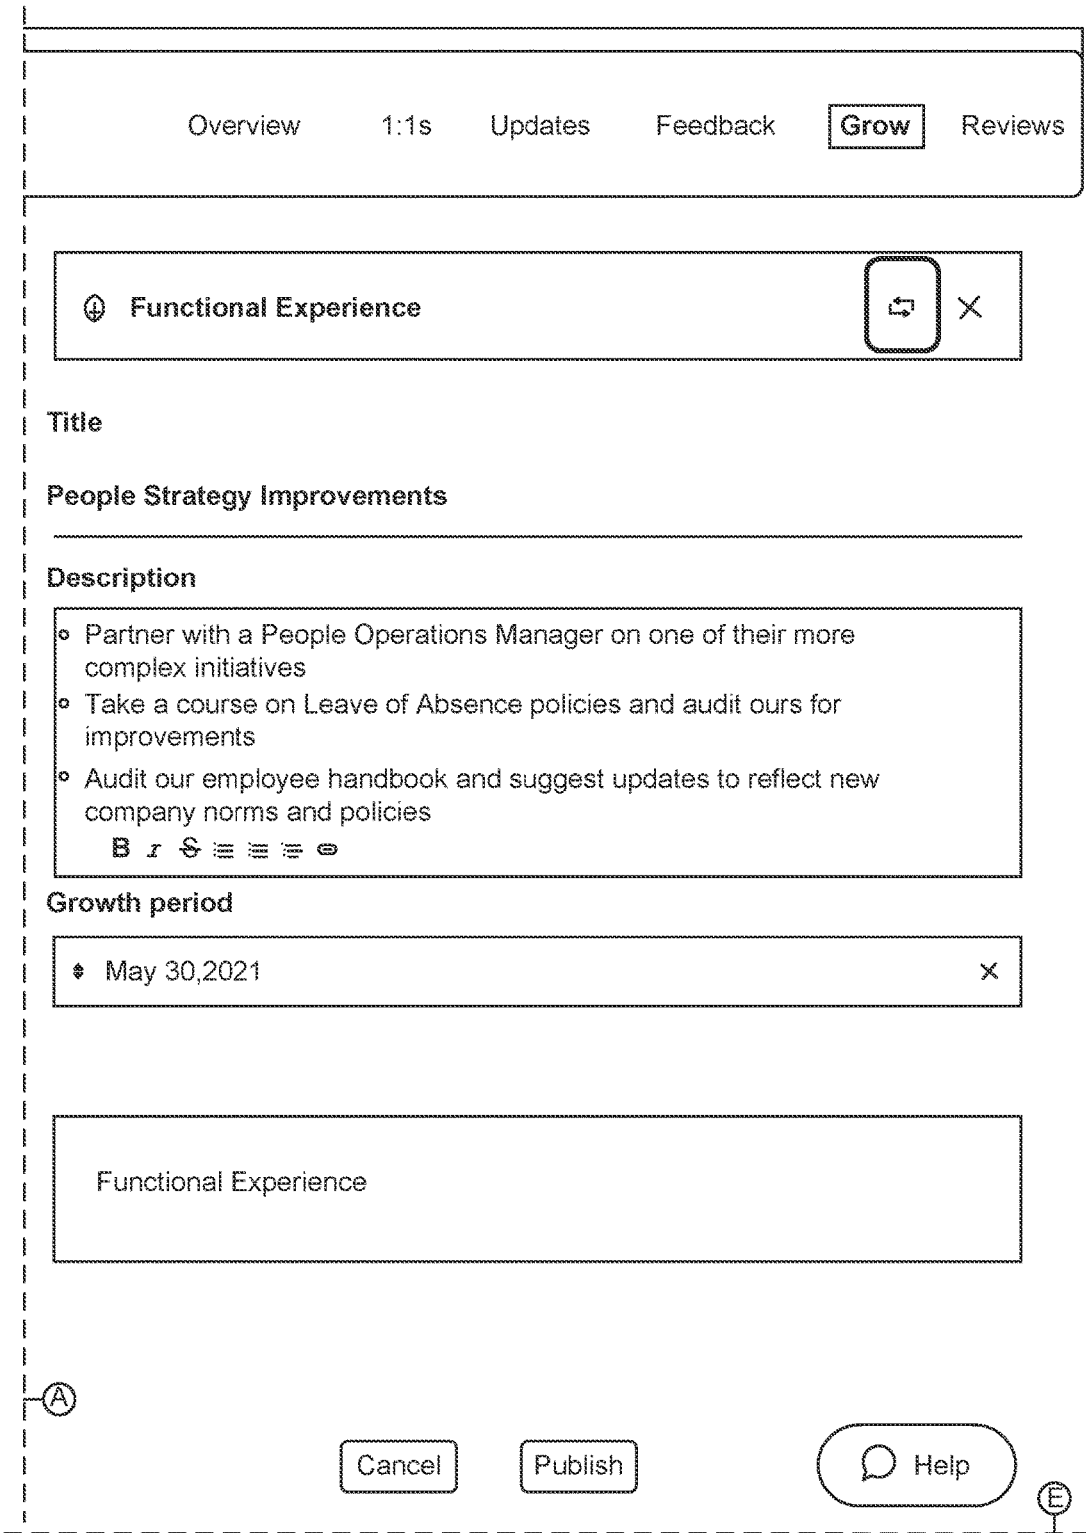 Overview 1:1s Updates Feedback Grow Reviews
Functional Experience
Title
People Strategy Improvements
Description
Partner with a People Operations Manager on one of their more
complex initiatives
Take a course on Leave of Absence policies and audit ours for
improvements
Audit our employee handbook and suggest updates to reflect new
company norms and policies
B I S
Growth period
May 30,2021
Functional Experience
A
Cancel Publish Help
E